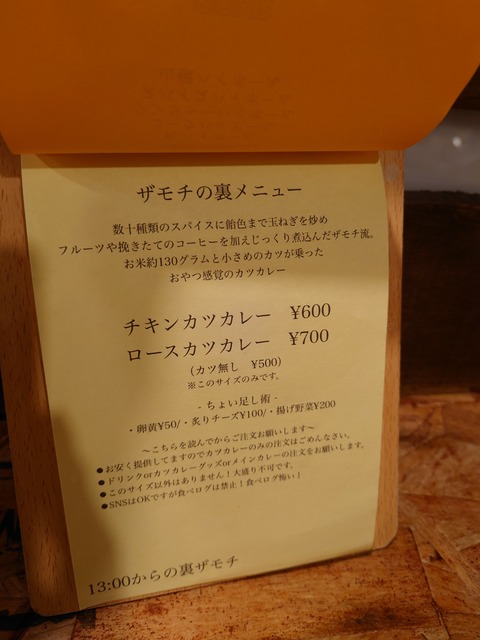 ザモチの裏メニュー
数十種類のスパイスに飴色まで玉ねぎを炒め
フルーツや挽きたてのコーヒーを加えじっくり煮込んだザモチ流。
お米約130グラムと小さめのカツが乗った
おやつ感覚のカツカレー
チキンカツカレー ¥600
ロースカツカレー ¥700
（カツ無し ¥500）
※このサイズのみです。
- ちょい足し術 -
・卵黄¥50/・炙りチーズ¥100/・揚げ野菜¥200
〜こちらを読んでからご注文お願いします〜
●お安く提供してますのでカツカレーのみの注文はごめんなさい。
●ドリンクorカツカレーグッズorメインカレーの注文をお願いします。
●このサイズ以外はありません！大盛り不可です。
●SNSはOKですが食べログは禁止！食べログ怖い！
13:00からの裏ザモチ